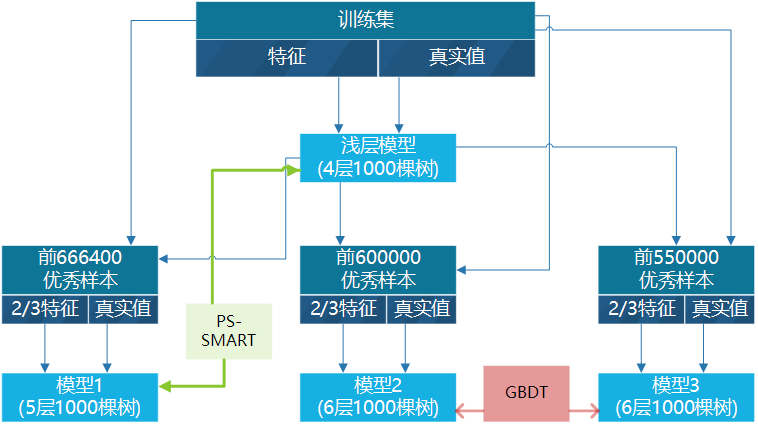 训练集
特征
真实值
浅层模型
(4层1000棵树)
前666400
优秀样本
2/3特征
真实值
前600000
优秀样本
2/3特征
真实值
前550000
优秀样本
2/3特征
真实值
PS-
SMART
模型1
(5层1000棵树)
模型2
(6层1000棵树)
GBDT
模型3
(6层1000棵树)